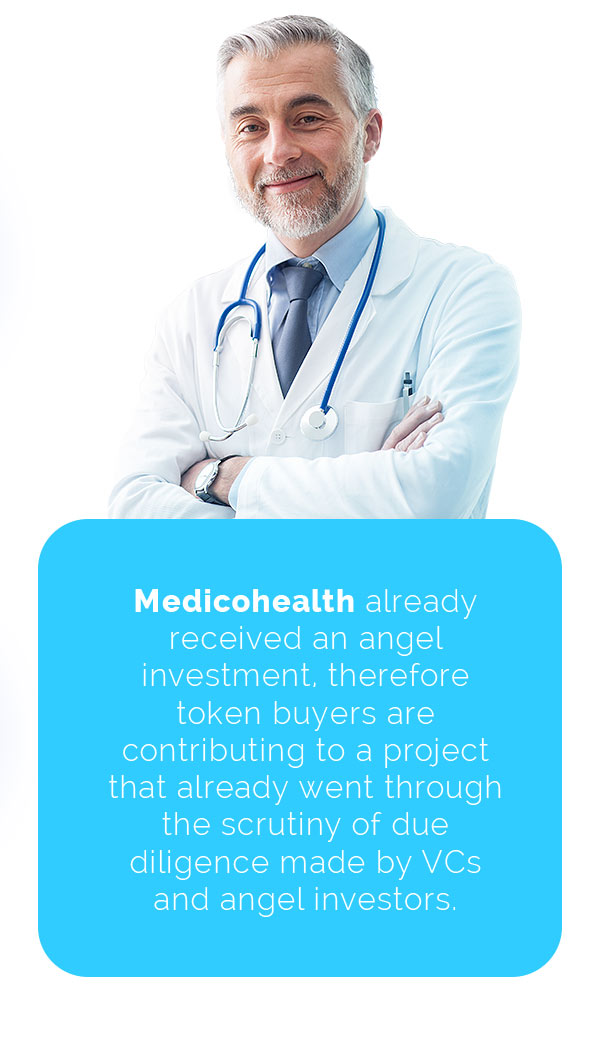 Medicohealth already
received an angel
investment, therefore
token buyers are
contributing to a project
that already went through
the scrutiny of due
diligence made by VCs
and angel investors.